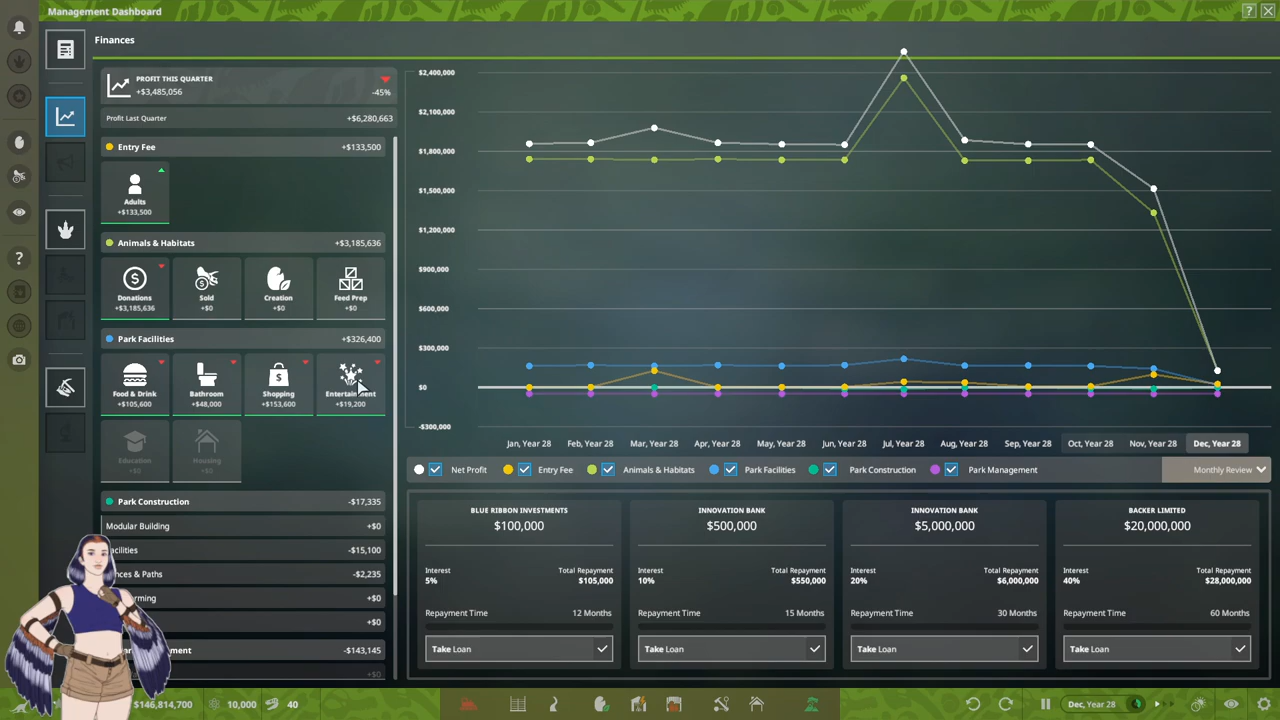 Management Dashboard
?
Finances
PROFIT THIS QUARTER
+$3,485,056
-45%
Profit Last Quarter
+$6,280,663
Entry Fee
+$133,500
Adults
+$133,500
Animals & Habitats
+$3,185,636
Donations
+$3,185,636
Sold
+$0
Creation
+$0
Feed Prep
+$0
Park Facilities
+$326,400
Food & Drink
+$105,600
Bathroom
+$48,000
Shopping
+$153,600
Entertainment
+$19,200
Education
+$0
Housing
+$0
Park Construction
-$17,335
Modular Building
+$0
-$15,100
-$2,235
+$0
+$0
-$143,145
+$0
$2,400,000
$2,100,000
$1,800,000
$1,500,000
$1,200,000
$900,000
$600,000
$300,000
$0
-$300,000
Jan, Year 28
Feb, Year 28
Mar, Year 28
Apr, Year 28
May, Year 28
Jun, Year 28
Jul, Year 28
Aug, Year 28
Sep, Year 28
Oct, Year 28
Nov, Year 28
Dec, Year 28
Net Profit
Entry Fee
Animals & Habitats
Park Facilities
Park Construction
Park Management
Monthly Review
BLUE RIBBON INVESTMENTS
$100,000
Interest
5%
Total Repayment
$105,000
Repayment Time
12 Months
Take Loan
INNOVATION BANK
$500,000
Interest
10%
Total Repayment
$550,000
Repayment Time
15 Months
Take Loan
INNOVATION BANK
$5,000,000
Interest
20%
Total Repayment
$6,000,000
Repayment Time
30 Months
Take Loan
BACKER LIMITED
$20,000,000
Interest
40%
Total Repayment
$28,000,000
Repayment Time
60 Months
Take Loan
?
$146,814,700
10,000
40
Dec, Year 28